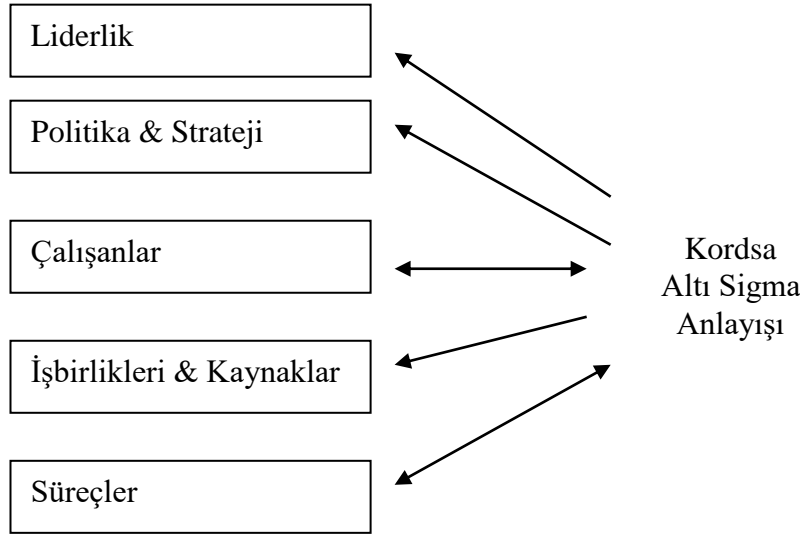 Liderlik
Politika & Strateji
Çalışanlar
İşbirlikleri & Kaynaklar
Süreçler
Kordsa
Altı Sigma
Anlayışı